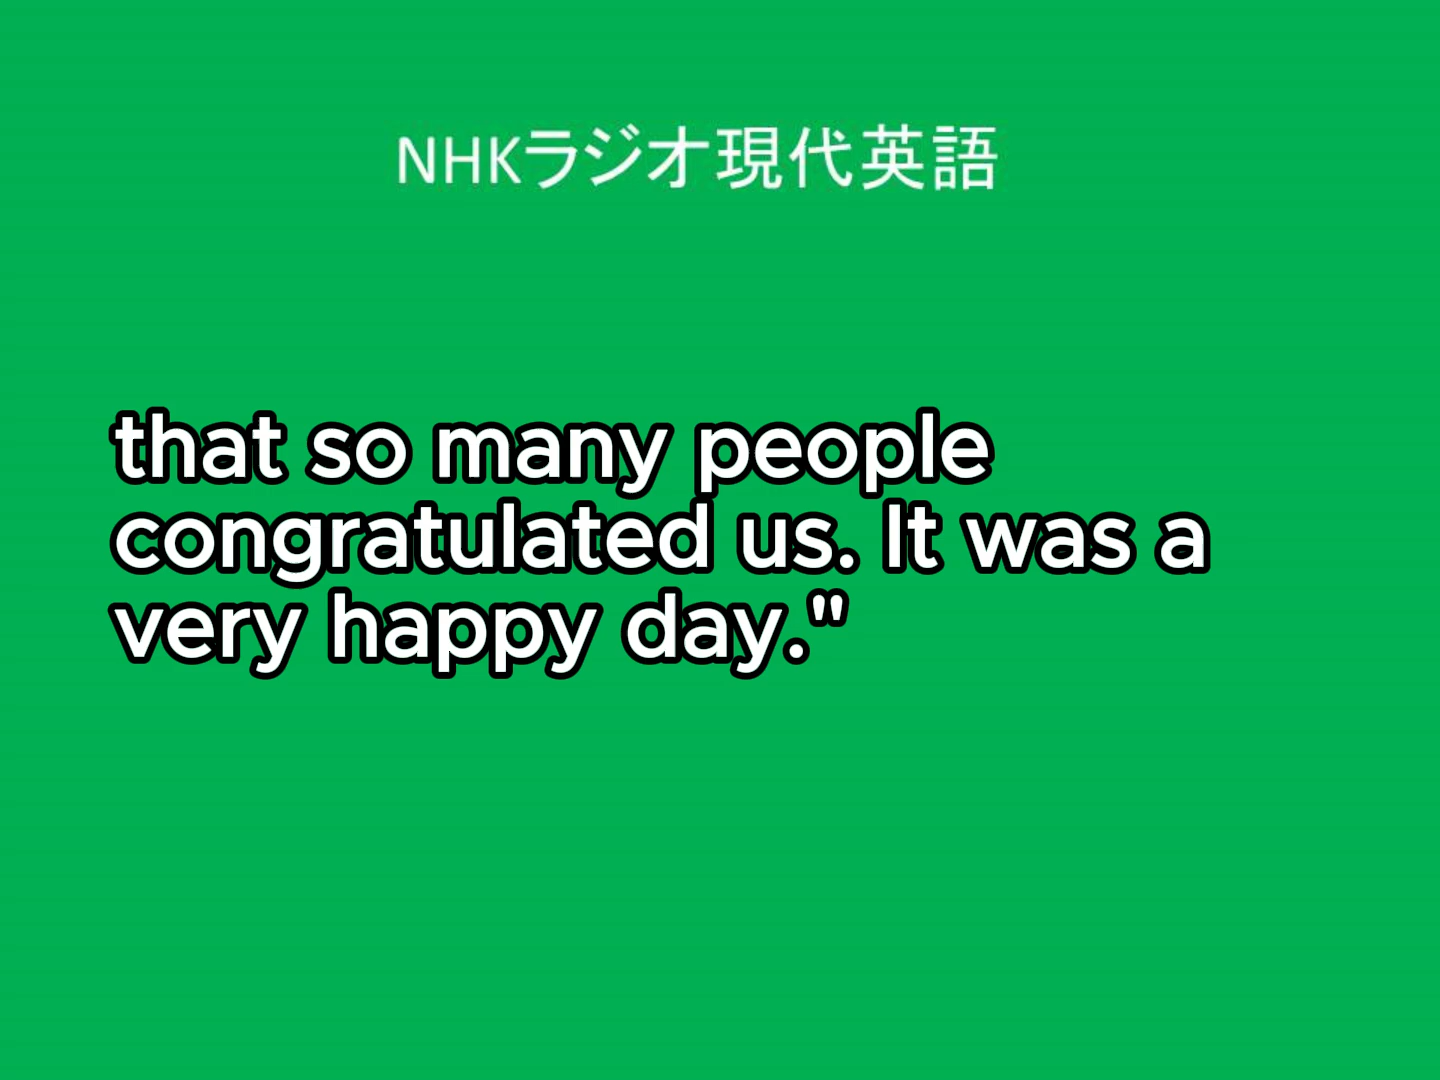 NHKラジオ現代英語
that so many people
congratulated us. It was a
very happy day."